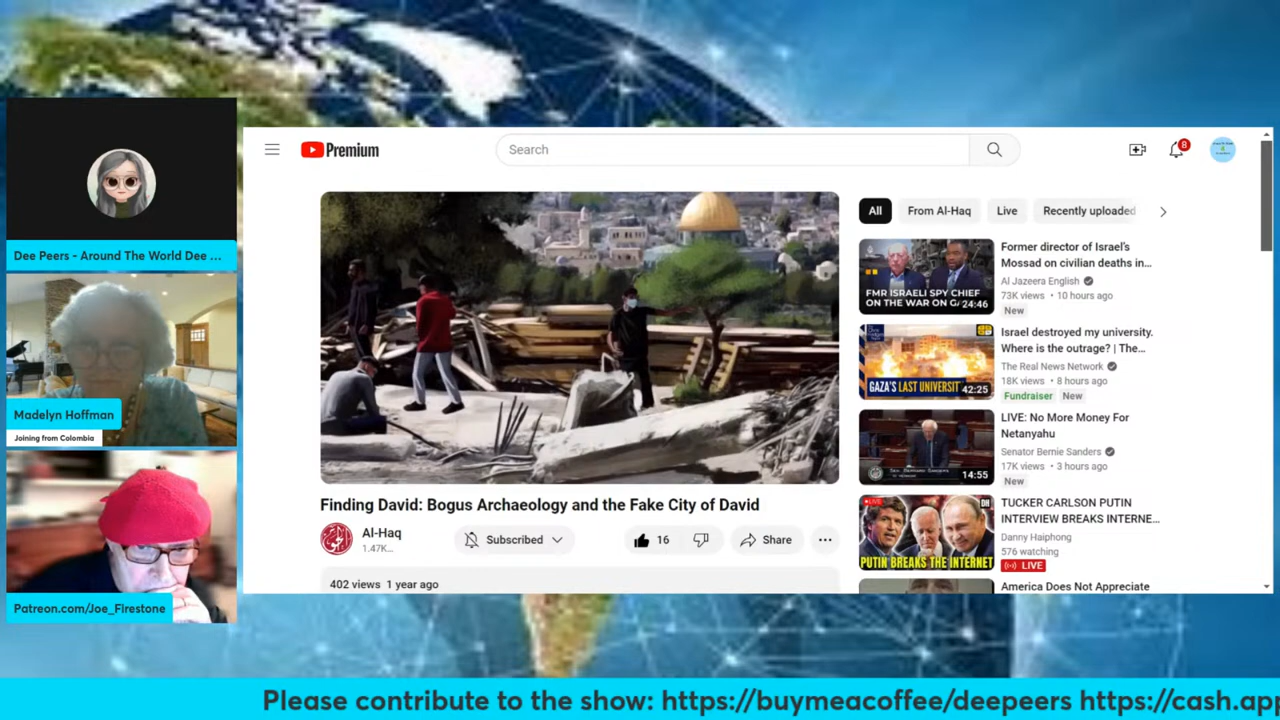 Dee Peers - Around The World Dee ...
Madelyn Hoffman
Joining from Colombia
Patreon.com/Joe_Firestone
Premium
Search
8
All
From Al-Haq
Live
Recently uploaded
Finding David: Bogus Archaeology and the Fake City of David
Al-Haq
1.47K...
Subscribed
16
Share
402 views 1 year ago
FMR ISRAELI SPY CHIEF
ON THE WAR ON GA
24:46
Former director of Israel's
Mossad on civilian deaths in...
Al Jazeera English
73K views • 10 hours ago
New
GAZA'S LAST UNIVERSIT
42:25
Israel destroyed my university.
Where is the outrage? | The...
The Real News Network
18K views • 8 hours ago
Fundraiser
New
14:55
LIVE: No More Money For
Netanyahu
Senator Bernie Sanders
17K views • 3 hours ago
New
LIVE
DH
PUTIN BREAKS THE INTERNET
TUCKER CARLSON PUTIN
INTERVIEW BREAKS INTERNE...
Danny Haiphong
576 watching
LIVE
America Does Not Appreciate
Please contribute to the show: https://buymeacoffee/deepeers https://cash.app